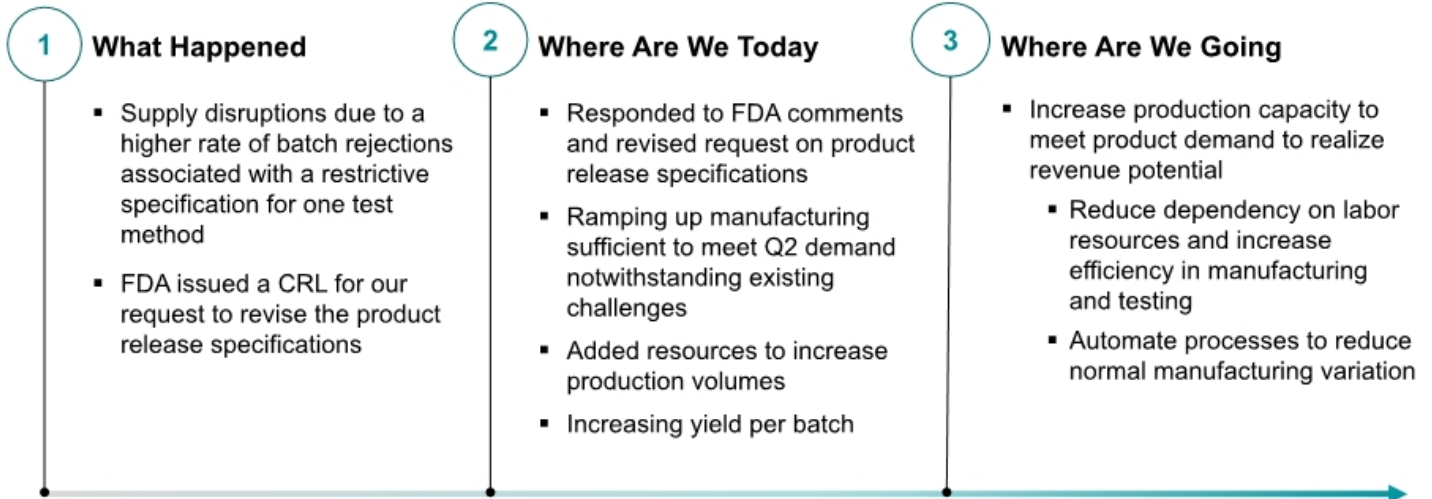 1 What Happened
▪ Supply disruptions due to a
higher rate of batch rejections
associated with a restrictive
specification for one test
method
▪ FDA issued a CRL for our
request to revise the product
release specifications
2 Where Are We Today
▪ Responded to FDA comments
and revised request on product
release specifications
▪ Ramping up manufacturing
sufficient to meet Q2 demand
notwithstanding existing
challenges
▪ Added resources to increase
production volumes
▪ Increasing yield per batch
3 Where Are We Going
▪ Increase production capacity to
meet product demand to realize
revenue potential
▪ Reduce dependency on labor
resources and increase
efficiency in manufacturing
and testing
▪ Automate processes to reduce
normal manufacturing variation